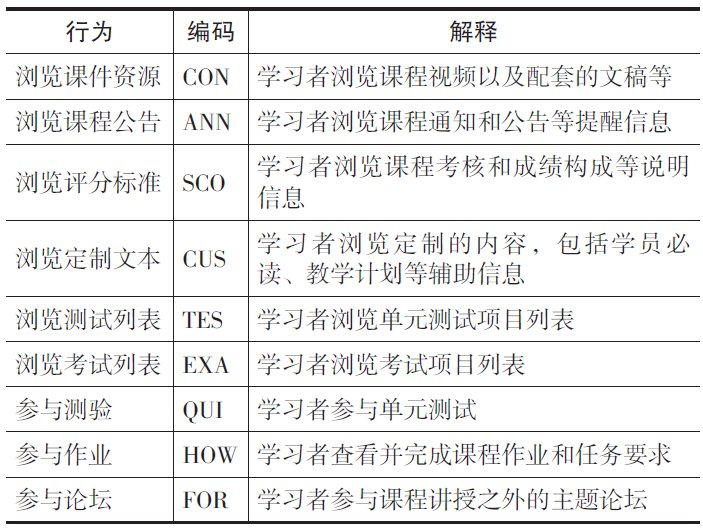 行为 编码 解释
浏览课件资源 CON 学习者浏览课程视频以及配套的文稿等
浏览课程公告 ANN 学习者浏览课程通知和公告等提醒信息
浏览评分标准 SCO 学习者浏览课程考核和成绩构成等说明
信息
浏览定制文本 CUS 学习者浏览定制的内容，包括学员必
读、教学计划等辅助信息
浏览测试列表 TES 学习者浏览单元测试项目列表
浏览考试列表 EXA 学习者浏览考试项目列表
参与测验 QUI 学习者参与单元测试
参与作业 HOW 学习者查看并完成课程作业和任务要求
参与论坛 FOR 学习者参与课程讲授之外的主题论坛